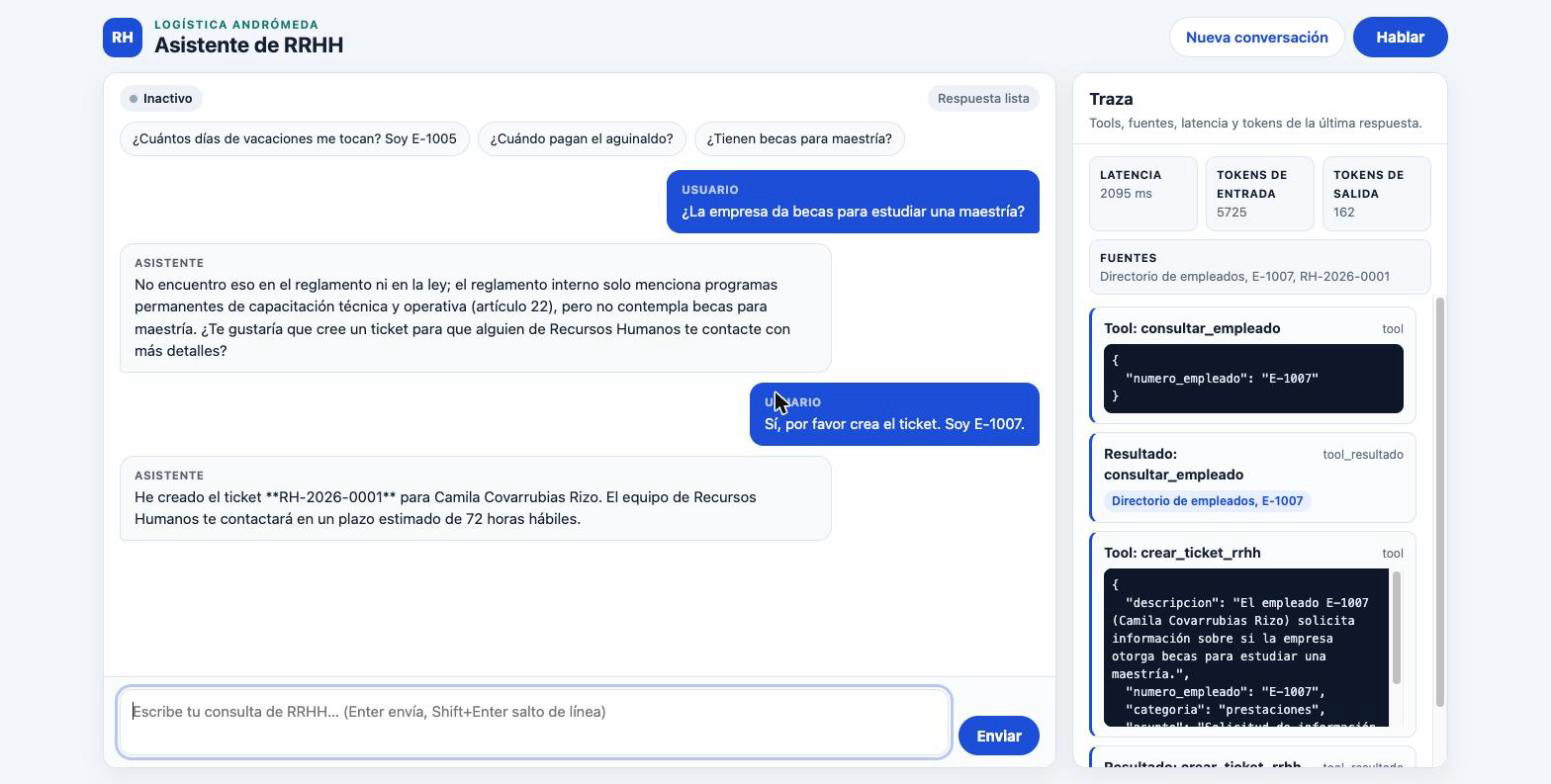 RH
LOGÍSTICA ANDRÓMEDA
Asistente de RRHH
Nueva conversación
Hablar
Inactivo
Respuesta lista
¿Cuántos días de vacaciones me tocan? Soy E-1005
¿Cuándo pagan el aguinaldo?
¿Tienen becas para maestría?
USUARIO
¿La empresa da becas para estudiar una maestría?
ASISTENTE
No encuentro eso en el reglamento ni en la ley; el reglamento interno solo menciona programas
permanentes de capacitación técnica y operativa (artículo 22), pero no contempla becas para
maestría. ¿Te gustaría que cree un ticket para que alguien de Recursos Humanos te contacte con
más detalles?
USUARIO
Sí, por favor crea el ticket. Soy E-1007.
ASISTENTE
He creado el ticket **RH-2026-0001** para Camila Covarrubias Rizo. El equipo de Recursos
Humanos te contactará en un plazo estimado de 72 horas hábiles.
Escribe tu consulta de RRHH... (Enter envía, Shift+Enter salto de línea)
Enviar
Traza
Tools, fuentes, latencia y tokens de la última respuesta.
LATENCIA
2095 ms
TOKENS DE
ENTRADA
5725
TOKENS DE
SALIDA
162
FUENTES
Directorio de empleados, E-1007, RH-2026-0001
Tool: consultar_empleado
tool
{
"numero_empleado": "E-1007"
}
Resultado:
consultar_empleado
tool_resultado
Directorio de empleados, E-1007
Tool: crear_ticket_rrhh
tool
{
"descripcion": "El empleado E-1007
(Camila Covarrubias Rizo) solicita
información sobre si la empresa
otorga becas para estudiar una
maestría.",
"numero_empleado": "E-1007",
"categoria": "prestaciones",
"asunto": "Solicitud de información
Resultado: crear_ticket_rrhh
tool_resultado